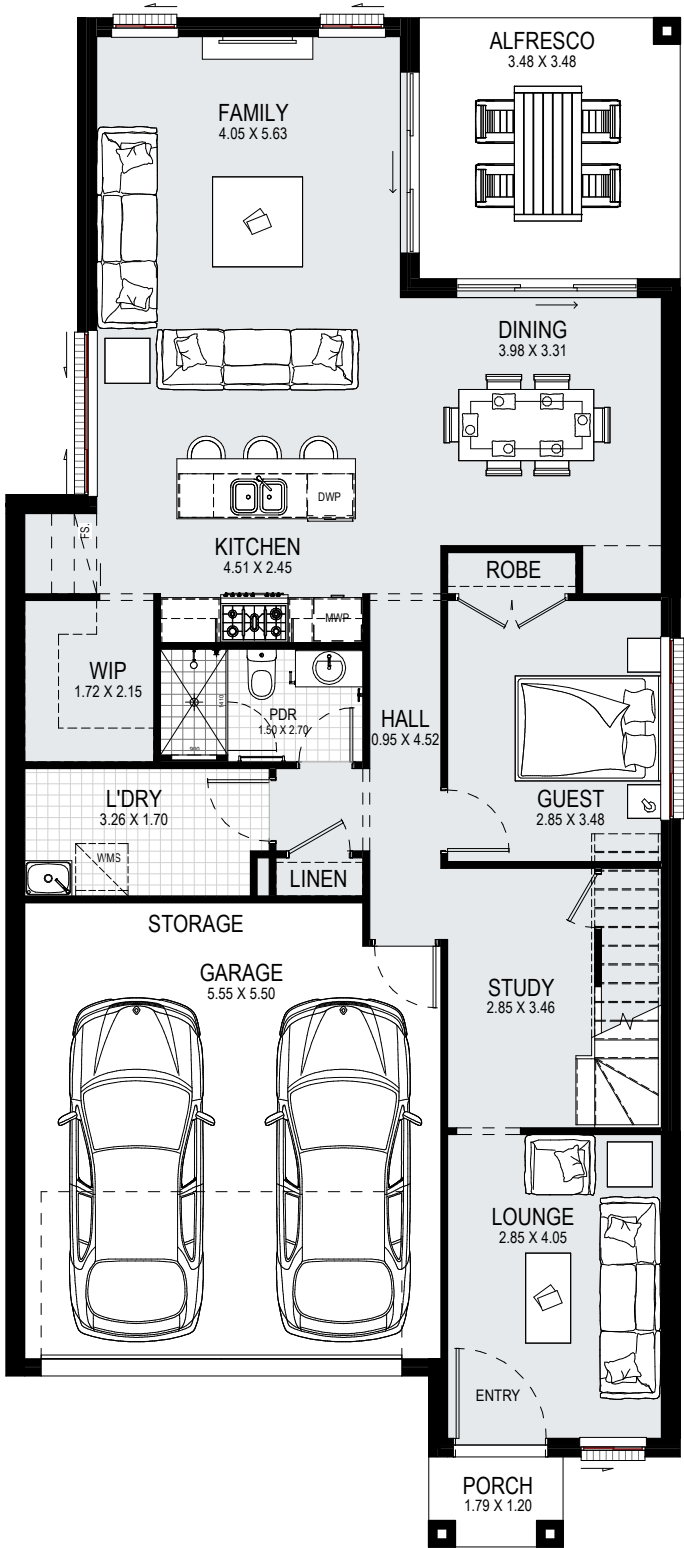 ALFRESCO
3.48 X 3.48
FAMILY
4.05 X 5.63
DINING
3.98 X 3.31
DWP
FS.
KITCHEN
4.51 X 2.45
ROBE
MWP
WIP
1.72 X 2.15
PDR
1.50 X 2.70
1410
900
HALL
0.95 X 4.52
L'DRY
3.26 X 1.70
GUEST
2.85 X 3.48
WMS
LINEN
STORAGE
GARAGE
5.55 X 5.50
STUDY
2.85 X 3.46
LOUNGE
2.85 X 4.05
ENTRY
PORCH
1.79 X 1.20